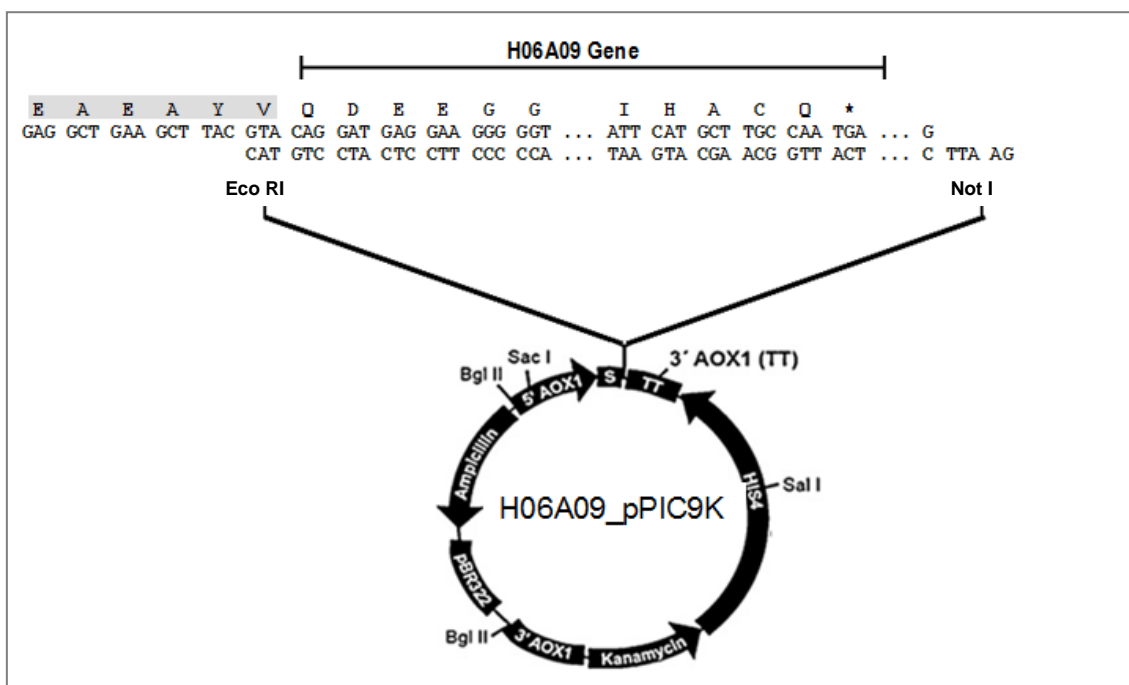 H06A09 Gene
E A E A Y V Q D E E G G I H A C Q *
GAG GCT GAA GCT TAC GTA CAG GAT GAG GAA GGG GGT ... ATT CAT GCT TGC CAA TGA ... G
CAT GTC CTA CTC CTT CCC CCA ... TAA GTA CGA ACG GTT ACT ... C TTA AG
Eco RI Not I
Sac I 3´ AOX1 (TT)
Bgl II 5' AOX1 S TT
Ampicillin HIS4 Sal I
H06A09_pPIC9K
pBR322
Bgl II 3' AOX1 Kanamycin